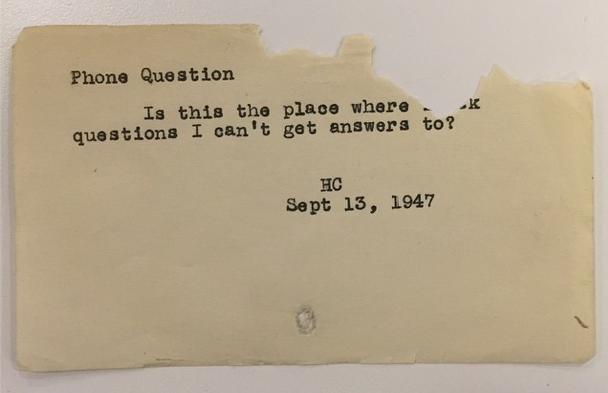 Phone Question
Is this the place where
questions I can't get answers to?
HC
Sept 13, 1947